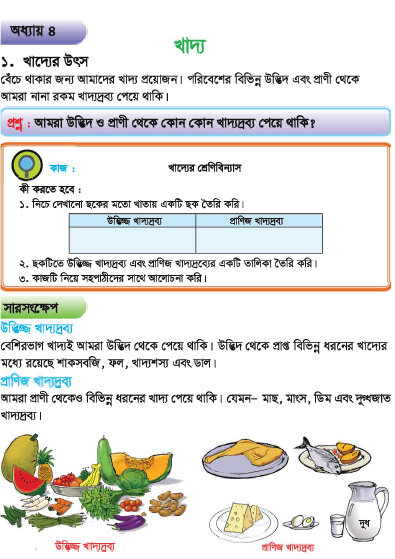 অধ্যায় ৪
খাদ্য
১. খাদ্যের উৎস
বেঁচে থাকার জন্য আমাদের খাদ্য প্রয়োজন। পরিবেশের বিভিন্ন উদ্ভিদ এবং প্রাণী থেকে
আমরা নানা রকম খাদ্যদ্রব্য পেয়ে থাকি।
প্রশ্ন : আমরা উদ্ভিদ ও প্রাণী থেকে কোন কোন খাদ্যদ্রব্য পেয়ে থাকি?
কাজ : খাদ্যের শ্রেণিবিন্যাস
কী করতে হবে :
১. নিচে দেখানো ছকের মতো খাতায় একটি ছক তৈরি করি।
উদ্ভিজ্জ খাদ্যদ্রব্য প্রাণিজ খাদ্যদ্রব্য
২. ছকটিতে উদ্ভিজ্জ খাদ্যদ্রব্য এবং প্রাণিজ খাদ্যদ্রব্যের একটি তালিকা তৈরি করি।
৩. কাজটি নিয়ে সহপাঠীদের সাথে আলোচনা করি।
সারসংক্ষেপ
উদ্ভিজ্জ খাদ্যদ্রব্য
বেশিরভাগ খাদ্যই আমরা উদ্ভিদ থেকে পেয়ে থাকি। উদ্ভিদ থেকে প্রাপ্ত বিভিন্ন ধরনের খাদ্যের
মধ্যে রয়েছে শাকসবজি, ফল, খাদ্যশস্য এবং ডাল।
প্রাণিজ খাদ্যদ্রব্য
আমরা প্রাণী থেকেও বিভিন্ন ধরনের খাদ্য পেয়ে থাকি। যেমন– মাছ, মাংস, ডিম এবং দুগ্ধজাত
খাদ্যদ্রব্য।
দুধ
উদ্ভিজ্জ খাদ্যদ্রব্য প্রাণিজ খাদ্যদ্রব্য